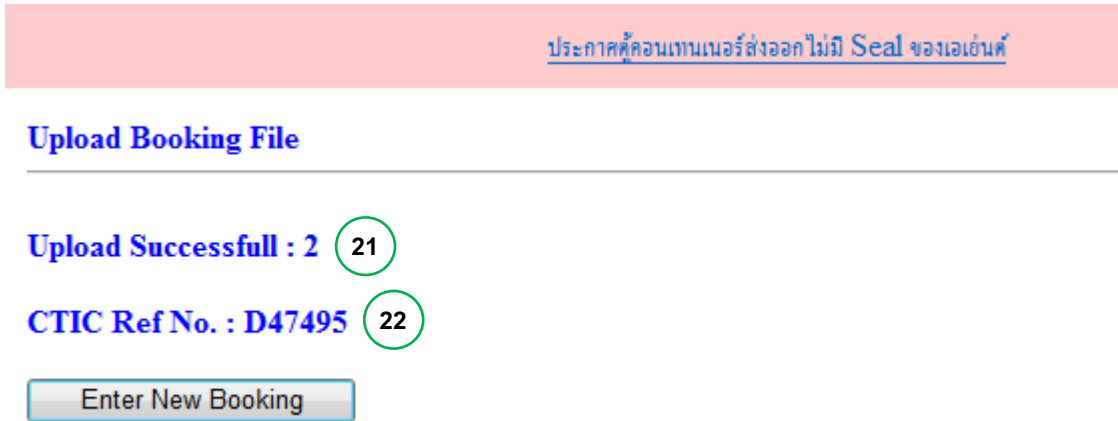 ประกาศตู้คอนเทนเนอร์ส่งออกไม่มี Seal ของเอเย่นต์
Upload Booking File
Upload Successfull : 2 21
CTIC Ref No. : D47495 22
Enter New Booking